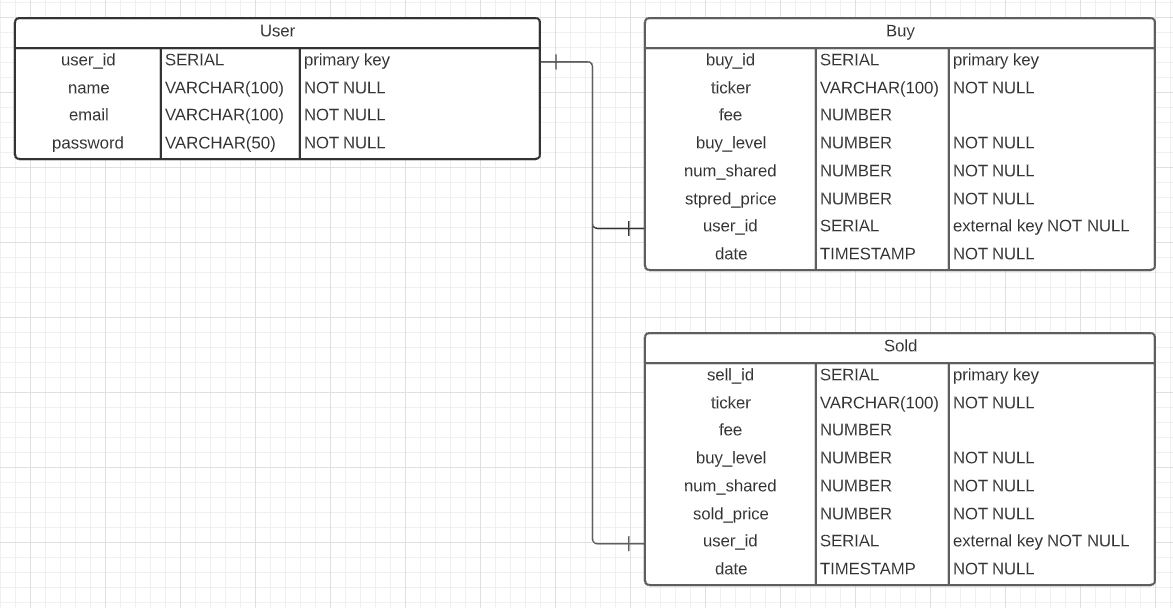 User
user_id SERIAL primary key
name VARCHAR(100) NOT NULL
email VARCHAR(100) NOT NULL
password VARCHAR(50) NOT NULL
Buy
buy_id SERIAL primary key
ticker VARCHAR(100) NOT NULL
fee NUMBER
buy_level NUMBER NOT NULL
num_shared NUMBER NOT NULL
stpred_price NUMBER NOT NULL
user_id SERIAL external key NOT NULL
date TIMESTAMP NOT NULL
Sold
sell_id SERIAL primary key
ticker VARCHAR(100) NOT NULL
fee NUMBER
buy_level NUMBER NOT NULL
num_shared NUMBER NOT NULL
sold_price NUMBER NOT NULL
user_id SERIAL external key NOT NULL
date TIMESTAMP NOT NULL